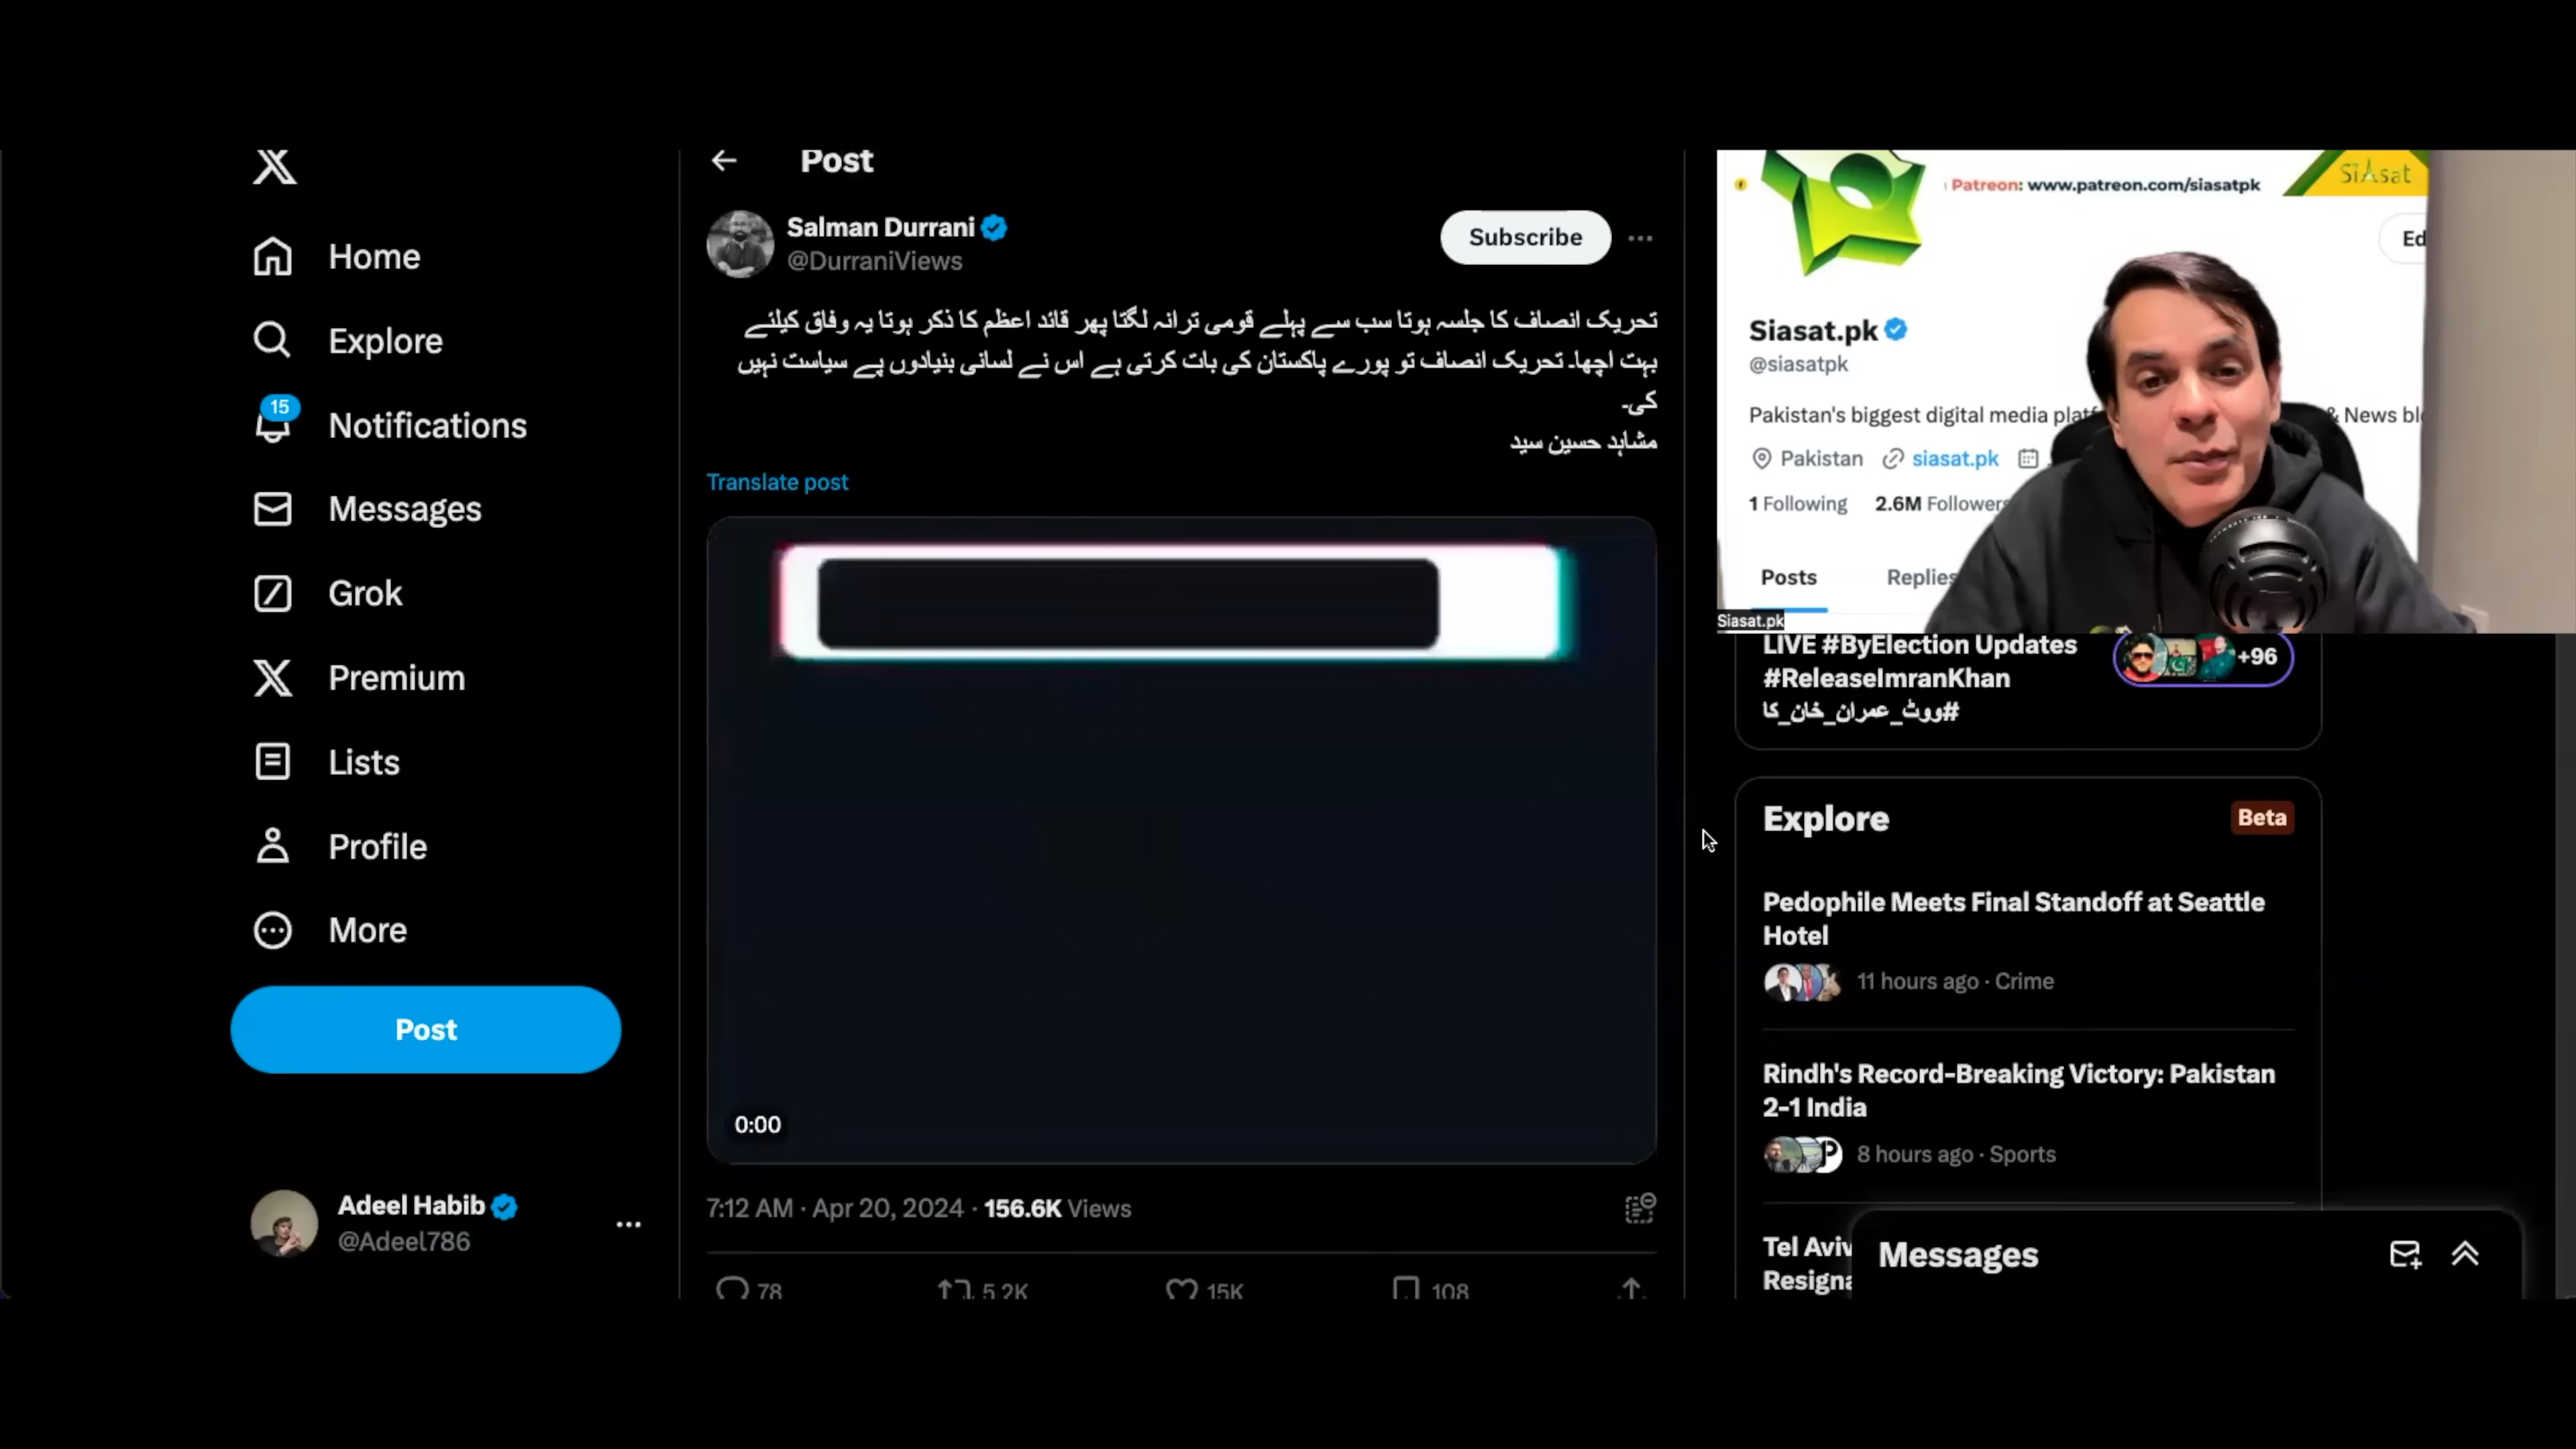 Home
Explore
15
Notifications
Messages
Grok
Premium
Lists
Profile
More
Post
Adeel Habib
@Adeel786
Post
Salman Durrani
@DurraniViews
Subscribe
تحریک انصاف کا جلسہ ہوتا سب سے پہلے قومی ترانہ لگتا پھر قائد اعظم کا ذکر ہوتا یہ وفاق کیلئے
بہت اچھا۔ تحریک انصاف تو پورے پاکستان کی بات کرتی ہے اس نے لسانی بنیادوں پے سیاست نہیں
کی۔
مشاہد حسین سید
Translate post
0:00
7:12 AM · Apr 20, 2024 · 156.6K Views
78
5.2K
15K
108
Patreon: www.patreon.com/siasatpk
SiAsat
Ed
Siasat.pk
@siasatpk
Pakistan's biggest digital media platf & News bl
Pakistan siasat.pk
1 Following 2.6M Followers
Posts Replies
Siasat.pk
LIVE #ByElection Updates
#ReleaseImranKhan
#ووٹ_عمران_خان_کا
+96
Explore
Beta
Pedophile Meets Final Standoff at Seattle
Hotel
11 hours ago · Crime
Rindh's Record-Breaking Victory: Pakistan
2-1 India
8 hours ago · Sports
Tel Aviv
Resigna
Messages